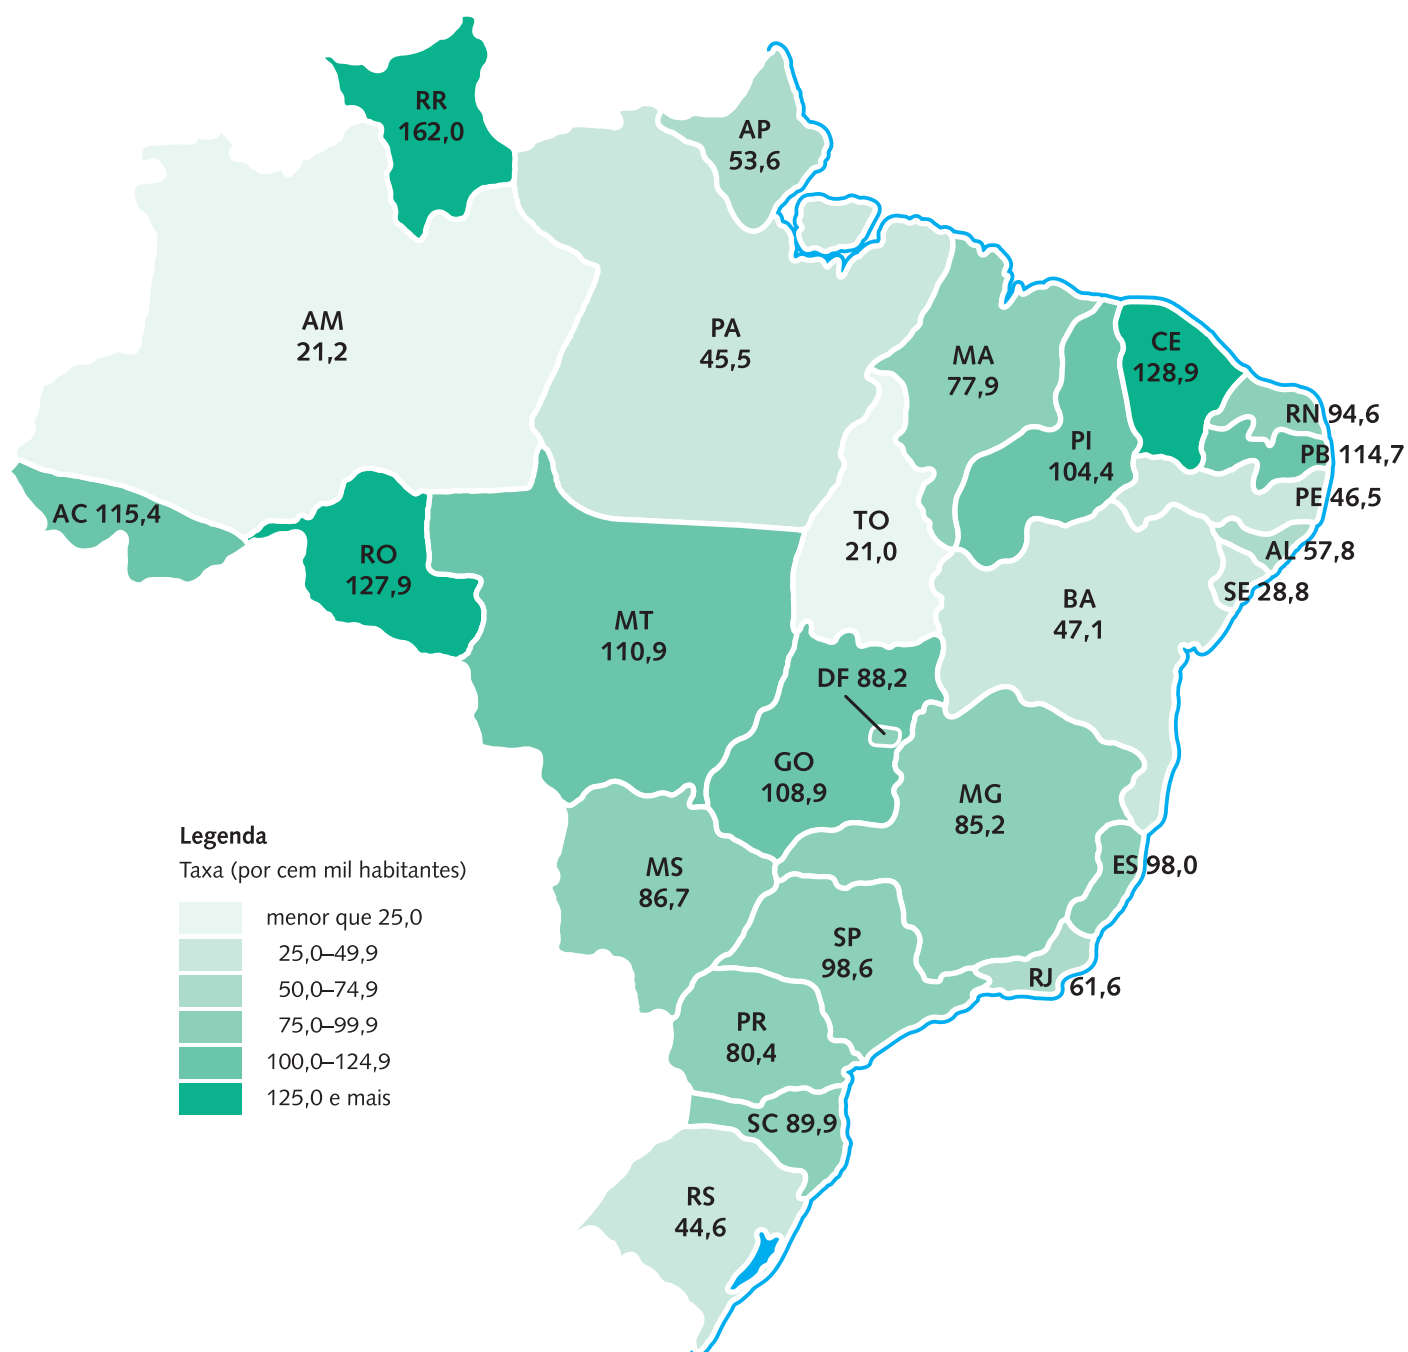 RR
162,0
AP
53,6
AM
21,2
PA
45,5
MA
77,9
CE
128,9
RN 94,6
PI
104,4
PB 114,7
PE 46,5
AC 115,4
TO
21,0
RO
127,9
AL 57,8
SE 28,8
BA
47,1
MT
110,9
DF 88,2
GO
108,9
MG
85,2
MS
86,7
ES 98,0
SP
98,6
RJ 61,6
PR
80,4
SC 89,9
RS
44,6
Legenda
Taxa (por cem mil habitantes)
menor que 25,0
25,0–49,9
50,0–74,9
75,0–99,9
100,0–124,9
125,0 e mais